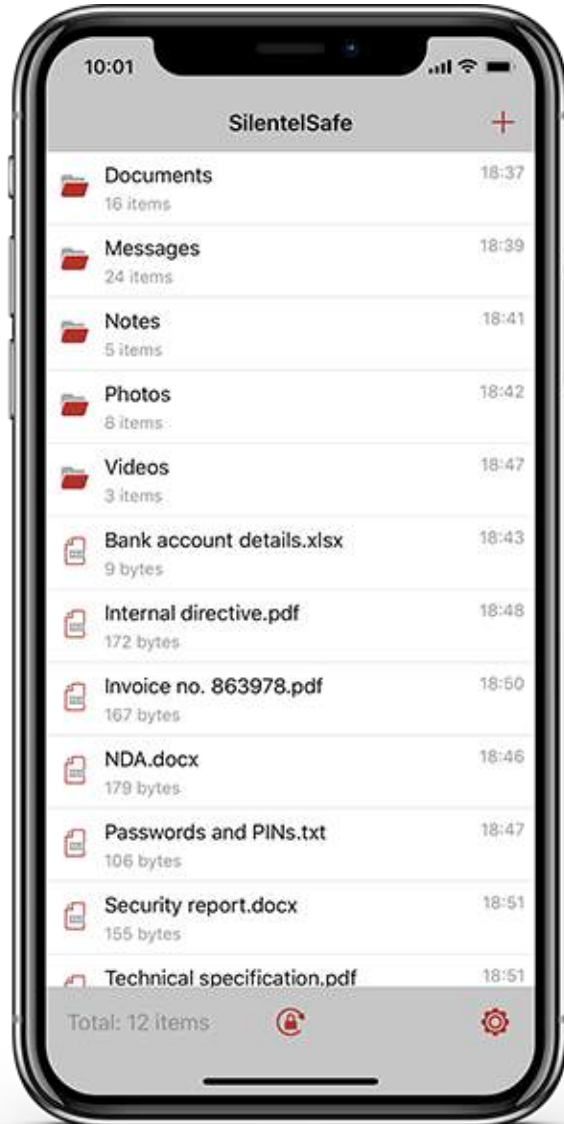 10:01
SilentelSafe
Documents 18:37
16 items
Messages 18:39
24 items
Notes 18:41
5 items
Photos 18:42
8 items
Videos 18:47
3 items
Bank account details.xlsx 18:43
9 bytes
Internal directive.pdf 18:48
172 bytes
Invoice no. 863978.pdf 18:50
167 bytes
NDA.docx 18:46
179 bytes
Passwords and PINs.txt 18:47
106 bytes
Security report.docx 18:51
155 bytes
Technical specification.pdf 18:51
Total: 12 items